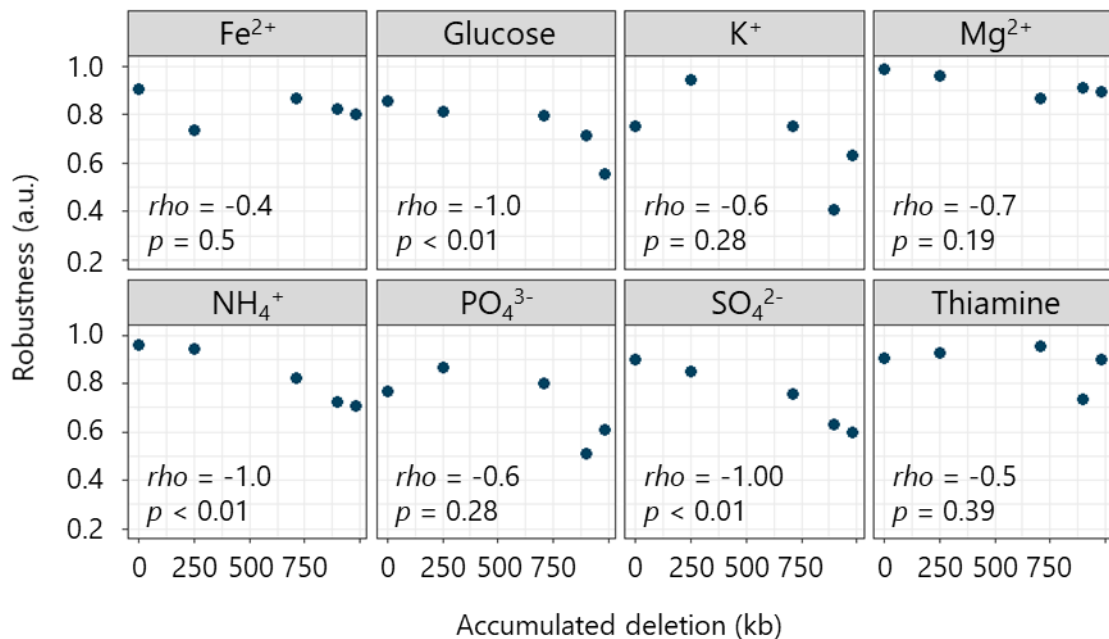 Fe²⁺ Glucose K⁺ Mg²⁺
1.0
0.8
0.6
0.4
0.2
rho = -0.4
p = 0.5
rho = -1.0
p < 0.01
rho = -0.6
p = 0.28
rho = -0.7
p = 0.19
Robustness (a.u.)
NH₄⁺ PO₄³⁻ SO₄²⁻ Thiamine
1.0
0.8
0.6
0.4
0.2
rho = -1.0
p < 0.01
rho = -0.6
p = 0.28
rho = -1.00
p < 0.01
rho = -0.5
p = 0.39
0 250 500 750 0 250 500 750 0 250 500 750 0 250 500 750
Accumulated deletion (kb)